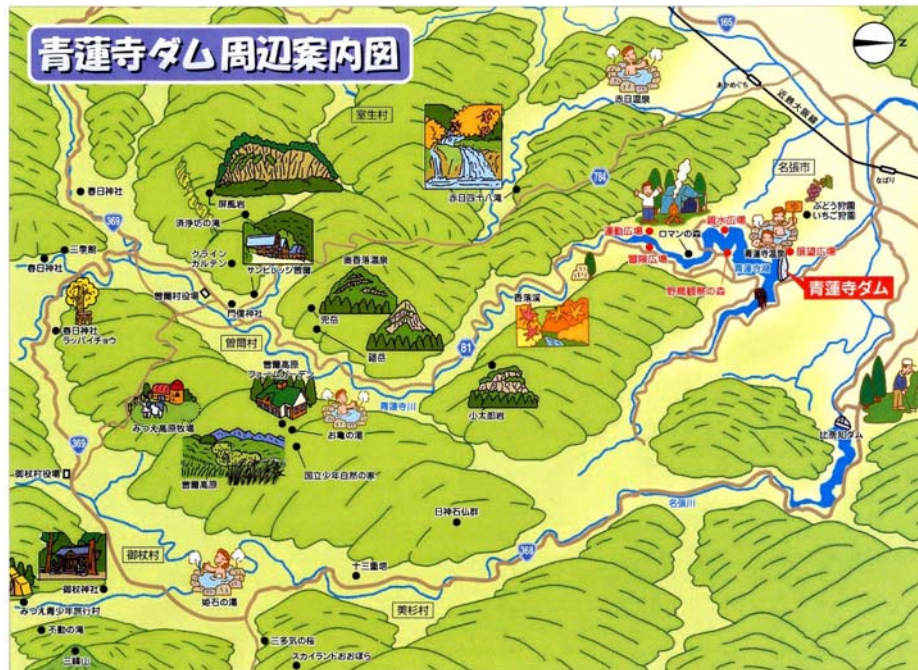 青蓮寺ダム周辺案内図
165
N
赤目温泉
あかめぐち
近鉄大阪線
室生村
784
名張市
なばり
春日神社
屏風岩
済浄坊の滝
赤目四十八滝
ぶどう狩園
いちご狩園
369
親水広場
運動広場
ロマンの森
青蓮寺温泉
展望広場
三季館
春日神社
クライン
ガルテン
サンビレッジ曽爾
奥香落温泉
冒険広場
青蓮寺湖
野鳥観察の森
青蓮寺ダム
曽爾村役場
門僕神社
兜岳
香落渓
春日神社
ラッパイチョウ
曽爾村
鎧岳
81
曽爾高原
ファームガーデン
青蓮寺川
小太郎岩
みつえ高原牧場
お亀の湯
比奈知ダム
369
御杖村役場
曽爾高原
国立少年自然の家
名張川
日神石仏群
御杖村
368
御杖神社
姫石の湯
十三重塔
みつえ青少年旅行村
美杉村
不動の滝
三多気の桜
三峰山
スカイランドおおぼら